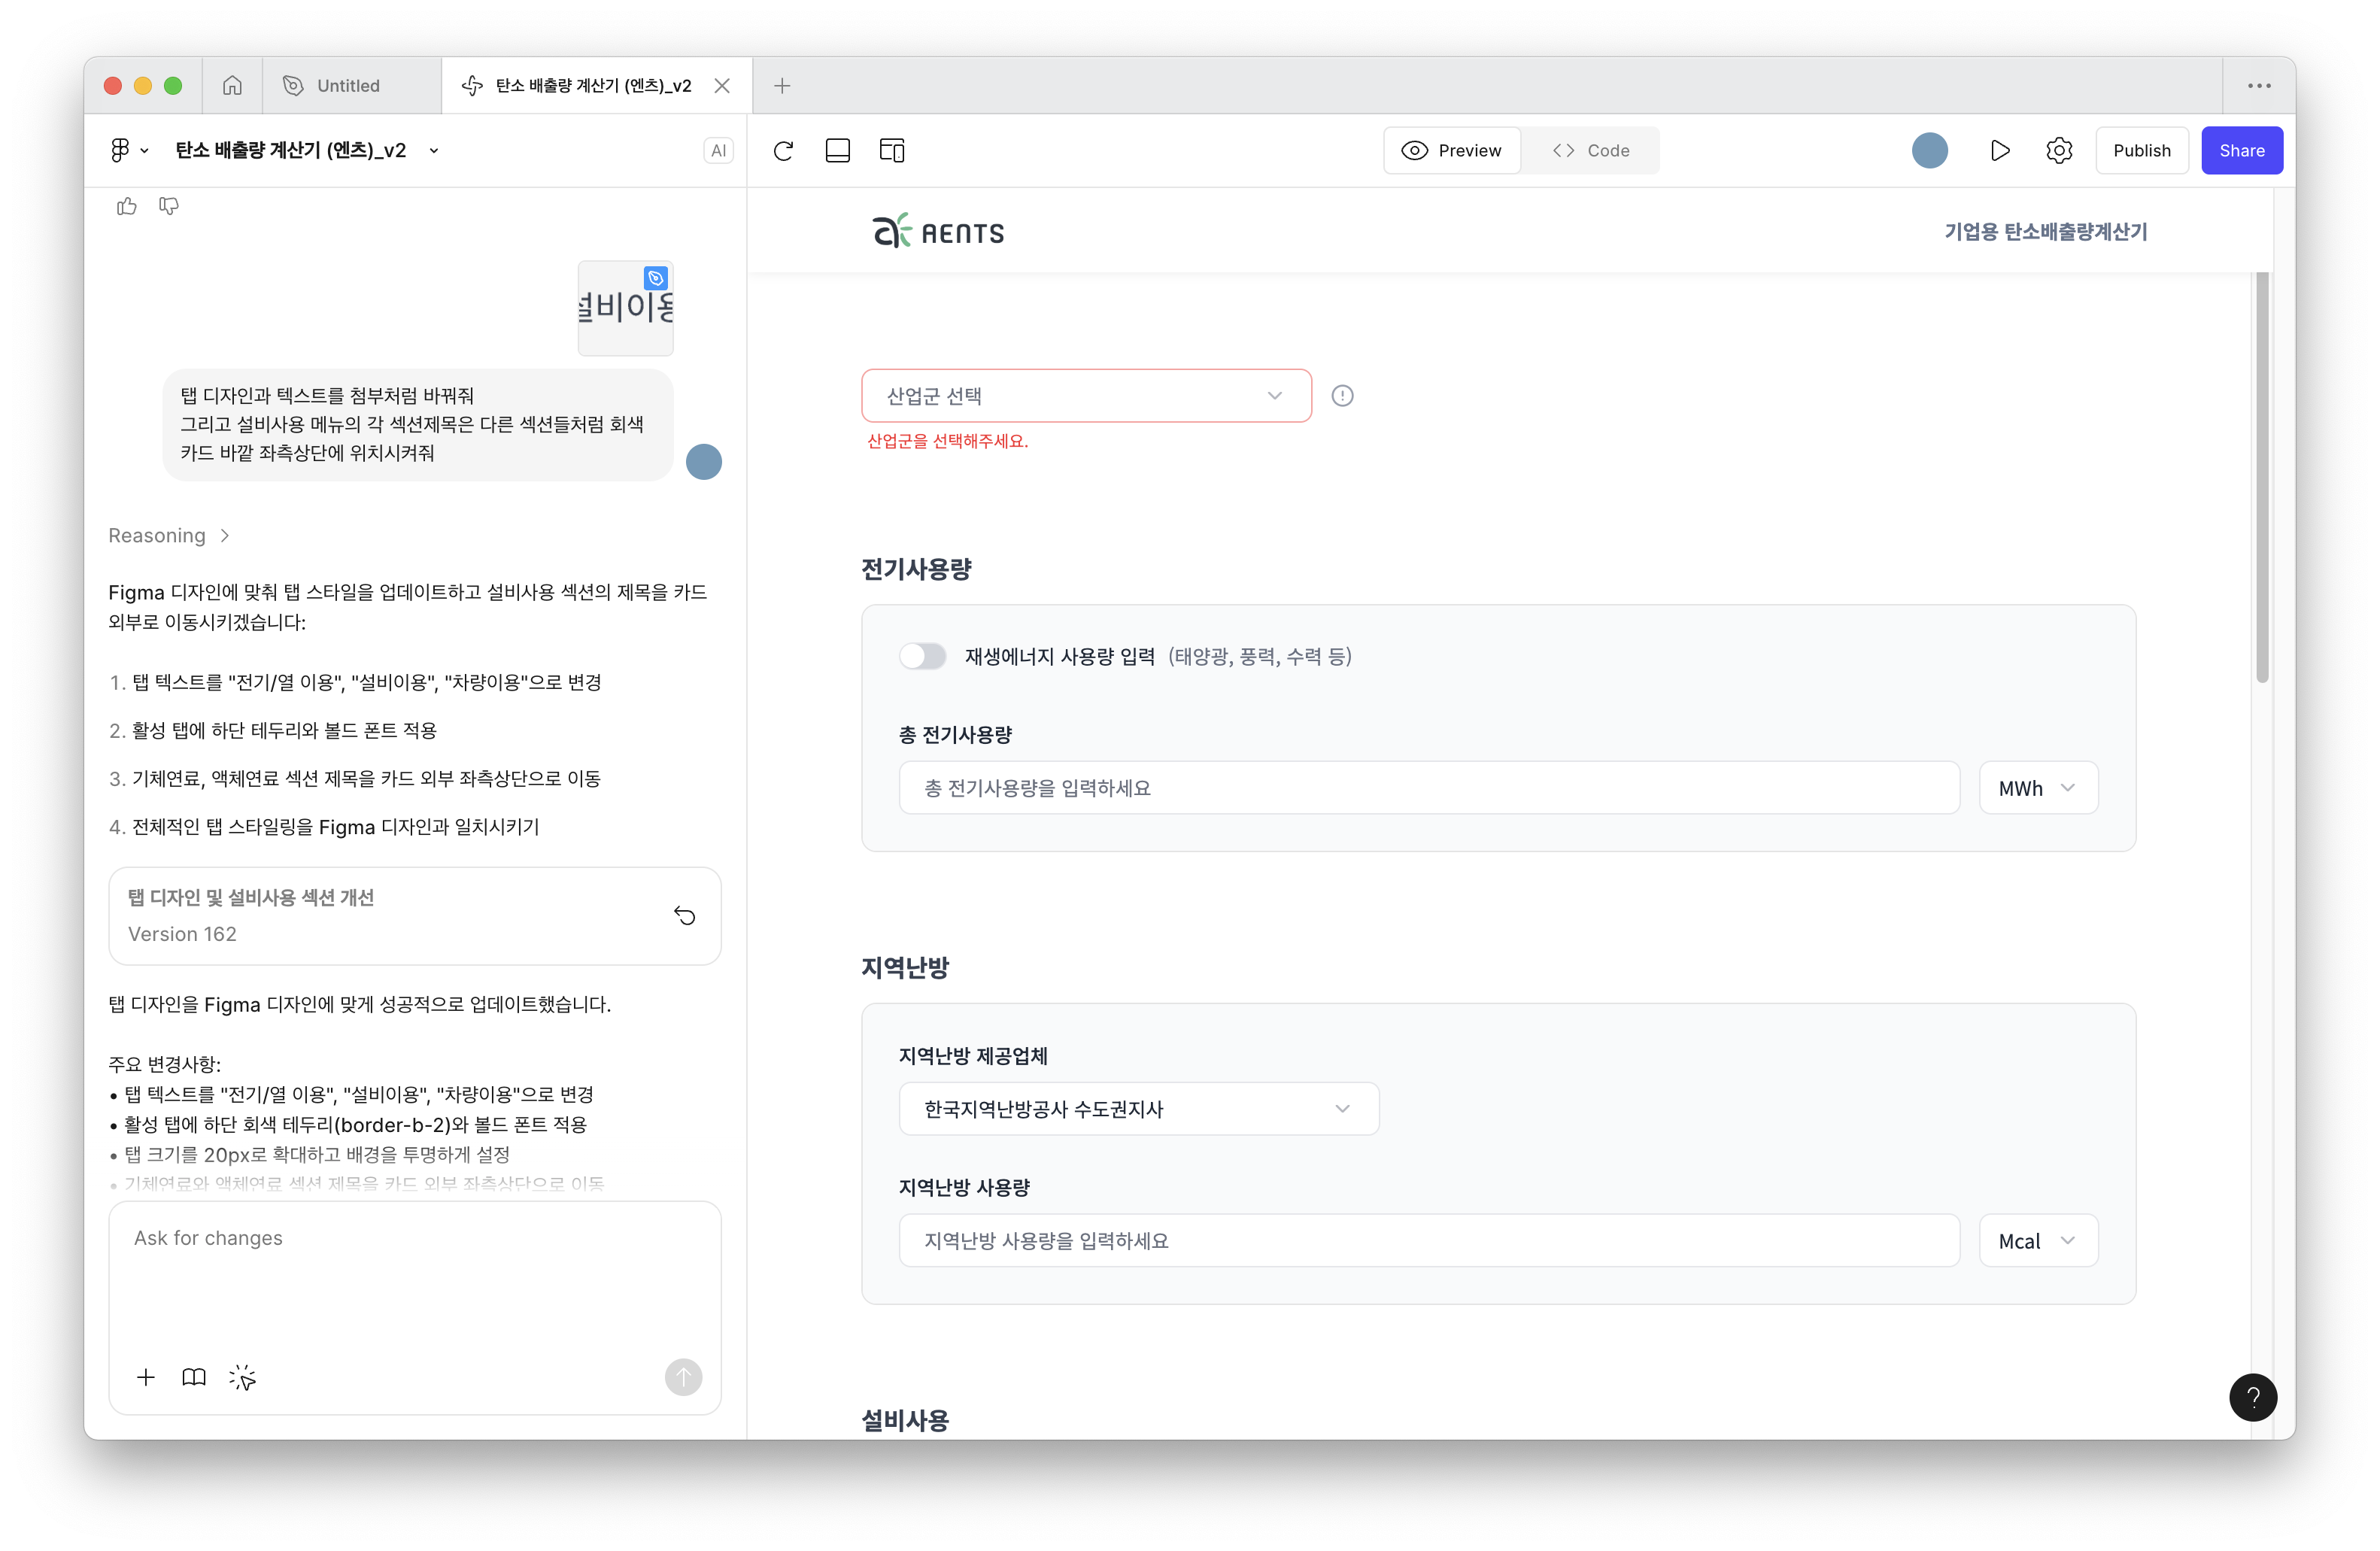 Untitled
탄소 배출량 계산기 (엔츠)_v2
탄소 배출량 계산기 (엔츠)_v2
AI
Preview
Code
Publish
Share
설비이용
탭 디자인과 텍스트를 첨부처럼 바꿔줘
그리고 설비사용 메뉴의 각 섹션제목은 다른 섹션들처럼 회색
카드 바깥 좌측상단에 위치시켜줘
Reasoning
Figma 디자인에 맞춰 탭 스타일을 업데이트하고 설비사용 섹션의 제목을 카드
외부로 이동시키겠습니다:
1. 탭 텍스트를 "전기/열 이용", "설비이용", "차량이용"으로 변경
2. 활성 탭에 하단 테두리와 볼드 폰트 적용
3. 기체연료, 액체연료 섹션 제목을 카드 외부 좌측상단으로 이동
4. 전체적인 탭 스타일링을 Figma 디자인과 일치시키기
탭 디자인 및 설비사용 섹션 개선
Version 162
탭 디자인을 Figma 디자인에 맞게 성공적으로 업데이트했습니다.
주요 변경사항:
• 탭 텍스트를 "전기/열 이용", "설비이용", "차량이용"으로 변경
• 활성 탭에 하단 회색 테두리(border-b-2)와 볼드 폰트 적용
• 탭 크기를 20px로 확대하고 배경을 투명하게 설정
• 기체연료와 액체연료 섹션 제목을 카드 외부 좌측상단으로 이동
Ask for changes
AENTS
기업용 탄소배출량계산기
산업군 선택
산업군을 선택해주세요.
전기사용량
재생에너지 사용량 입력 (태양광, 풍력, 수력 등)
총 전기사용량
총 전기사용량을 입력하세요
MWh
지역난방
지역난방 제공업체
한국지역난방공사 수도권지사
지역난방 사용량
지역난방 사용량을 입력하세요
Mcal
설비사용
?